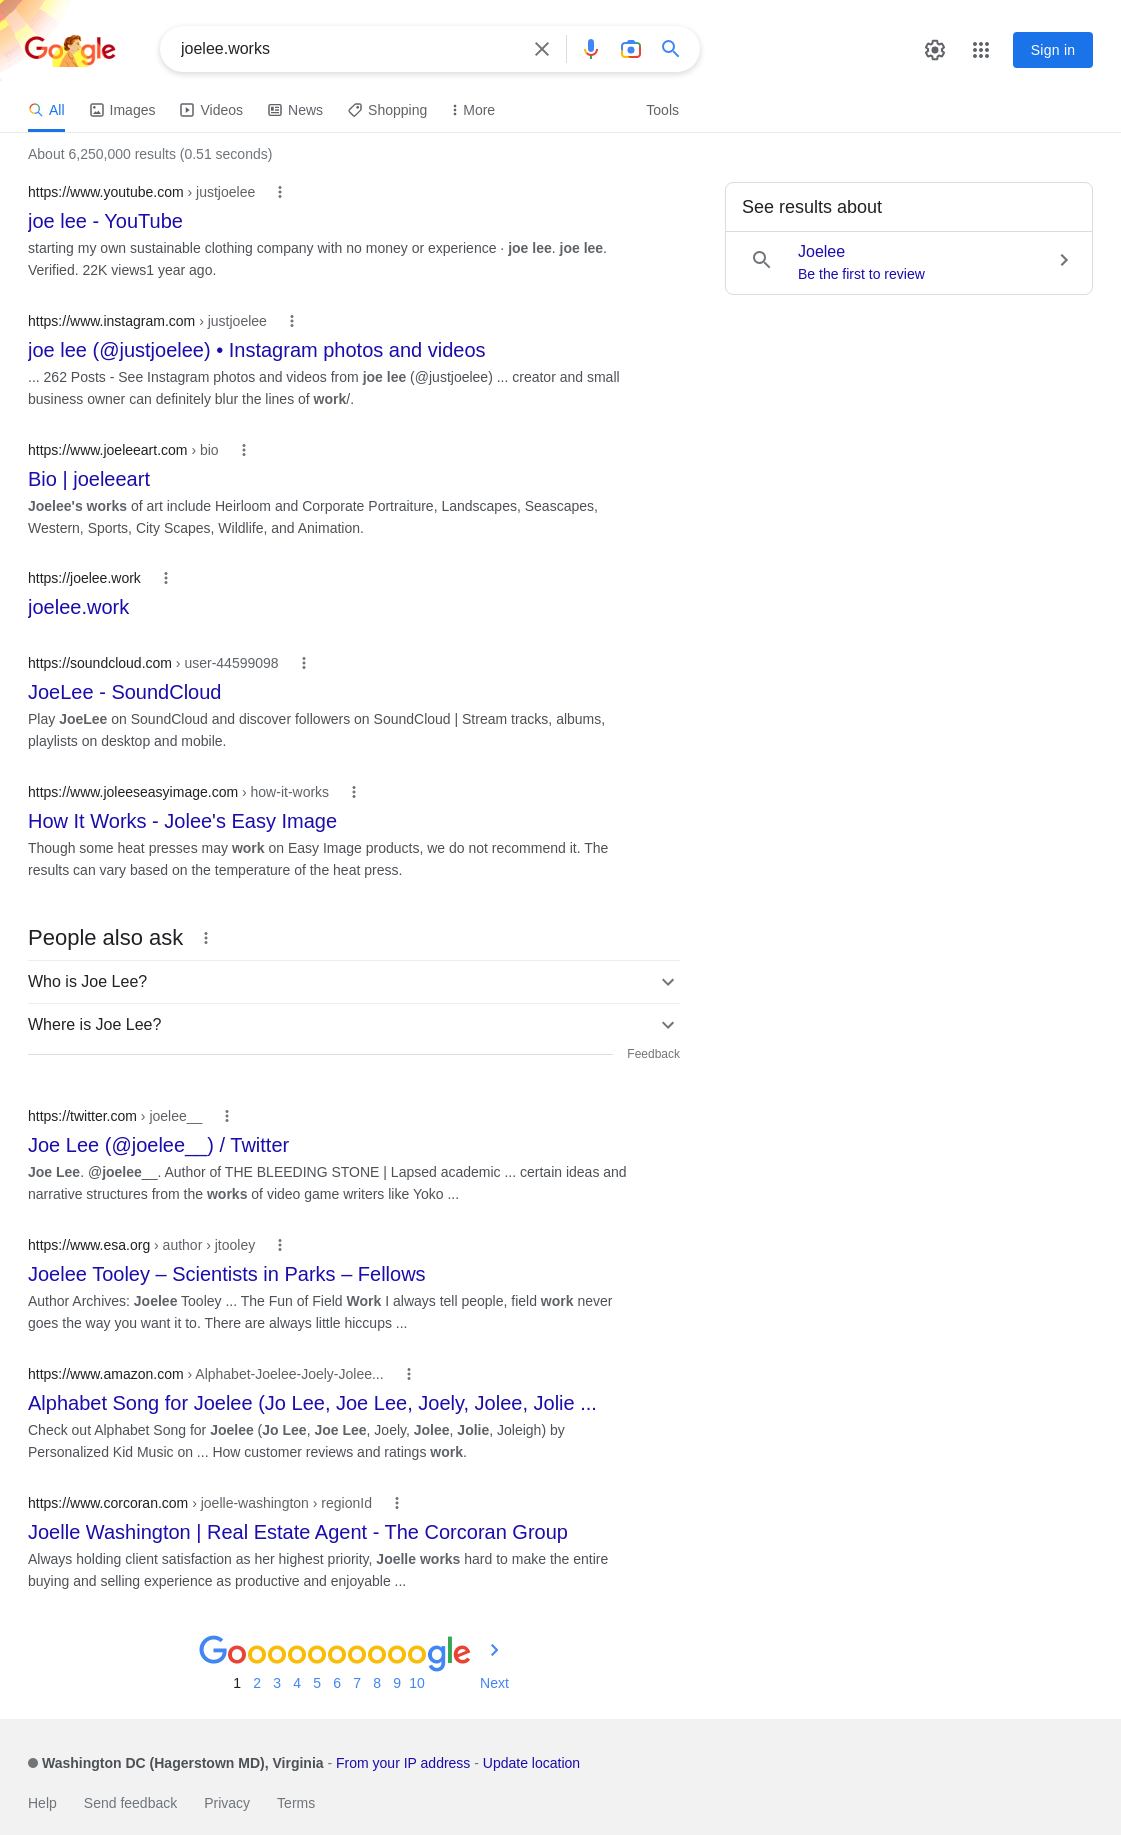 Google
joelee.works
Sign in
All Images Videos News Shopping More Tools
About 6,250,000 results (0.51 seconds)
https://www.youtube.com › justjoelee
joe lee - YouTube
starting my own sustainable clothing company with no money or experience · joe lee. joe lee.
Verified. 22K views1 year ago.
https://www.instagram.com › justjoelee
joe lee (@justjoelee) • Instagram photos and videos
... 262 Posts - See Instagram photos and videos from joe lee (@justjoelee) ... creator and small
business owner can definitely blur the lines of work/.
https://www.joeleeart.com › bio
Bio | joeleeart
Joelee's works of art include Heirloom and Corporate Portraiture, Landscapes, Seascapes,
Western, Sports, City Scapes, Wildlife, and Animation.
https://joelee.work
joelee.work
https://soundcloud.com › user-44599098
JoeLee - SoundCloud
Play JoeLee on SoundCloud and discover followers on SoundCloud | Stream tracks, albums,
playlists on desktop and mobile.
https://www.joleeseasyimage.com › how-it-works
How It Works - Jolee's Easy Image
Though some heat presses may work on Easy Image products, we do not recommend it. The
results can vary based on the temperature of the heat press.
People also ask
Who is Joe Lee?
Where is Joe Lee?
Feedback
https://twitter.com › joelee__
Joe Lee (@joelee__) / Twitter
Joe Lee. @joelee__. Author of THE BLEEDING STONE | Lapsed academic ... certain ideas and
narrative structures from the works of video game writers like Yoko ...
https://www.esa.org › author › jtooley
Joelee Tooley – Scientists in Parks – Fellows
Author Archives: Joelee Tooley ... The Fun of Field Work I always tell people, field work never
goes the way you want it to. There are always little hiccups ...
https://www.amazon.com › Alphabet-Joelee-Joely-Jolee...
Alphabet Song for Joelee (Jo Lee, Joe Lee, Joely, Jolee, Jolie ...
Check out Alphabet Song for Joelee (Jo Lee, Joe Lee, Joely, Jolee, Jolie, Joleigh) by
Personalized Kid Music on ... How customer reviews and ratings work.
https://www.corcoran.com › joelle-washington › regionId
Joelle Washington | Real Estate Agent - The Corcoran Group
Always holding client satisfaction as her highest priority, Joelle works hard to make the entire
buying and selling experience as productive and enjoyable ...
See results about
Joelee
Be the first to review
Goooooooooogle
1 2 3 4 5 6 7 8 9 10 Next
Washington DC (Hagerstown MD), Virginia - From your IP address - Update location
Help Send feedback Privacy Terms